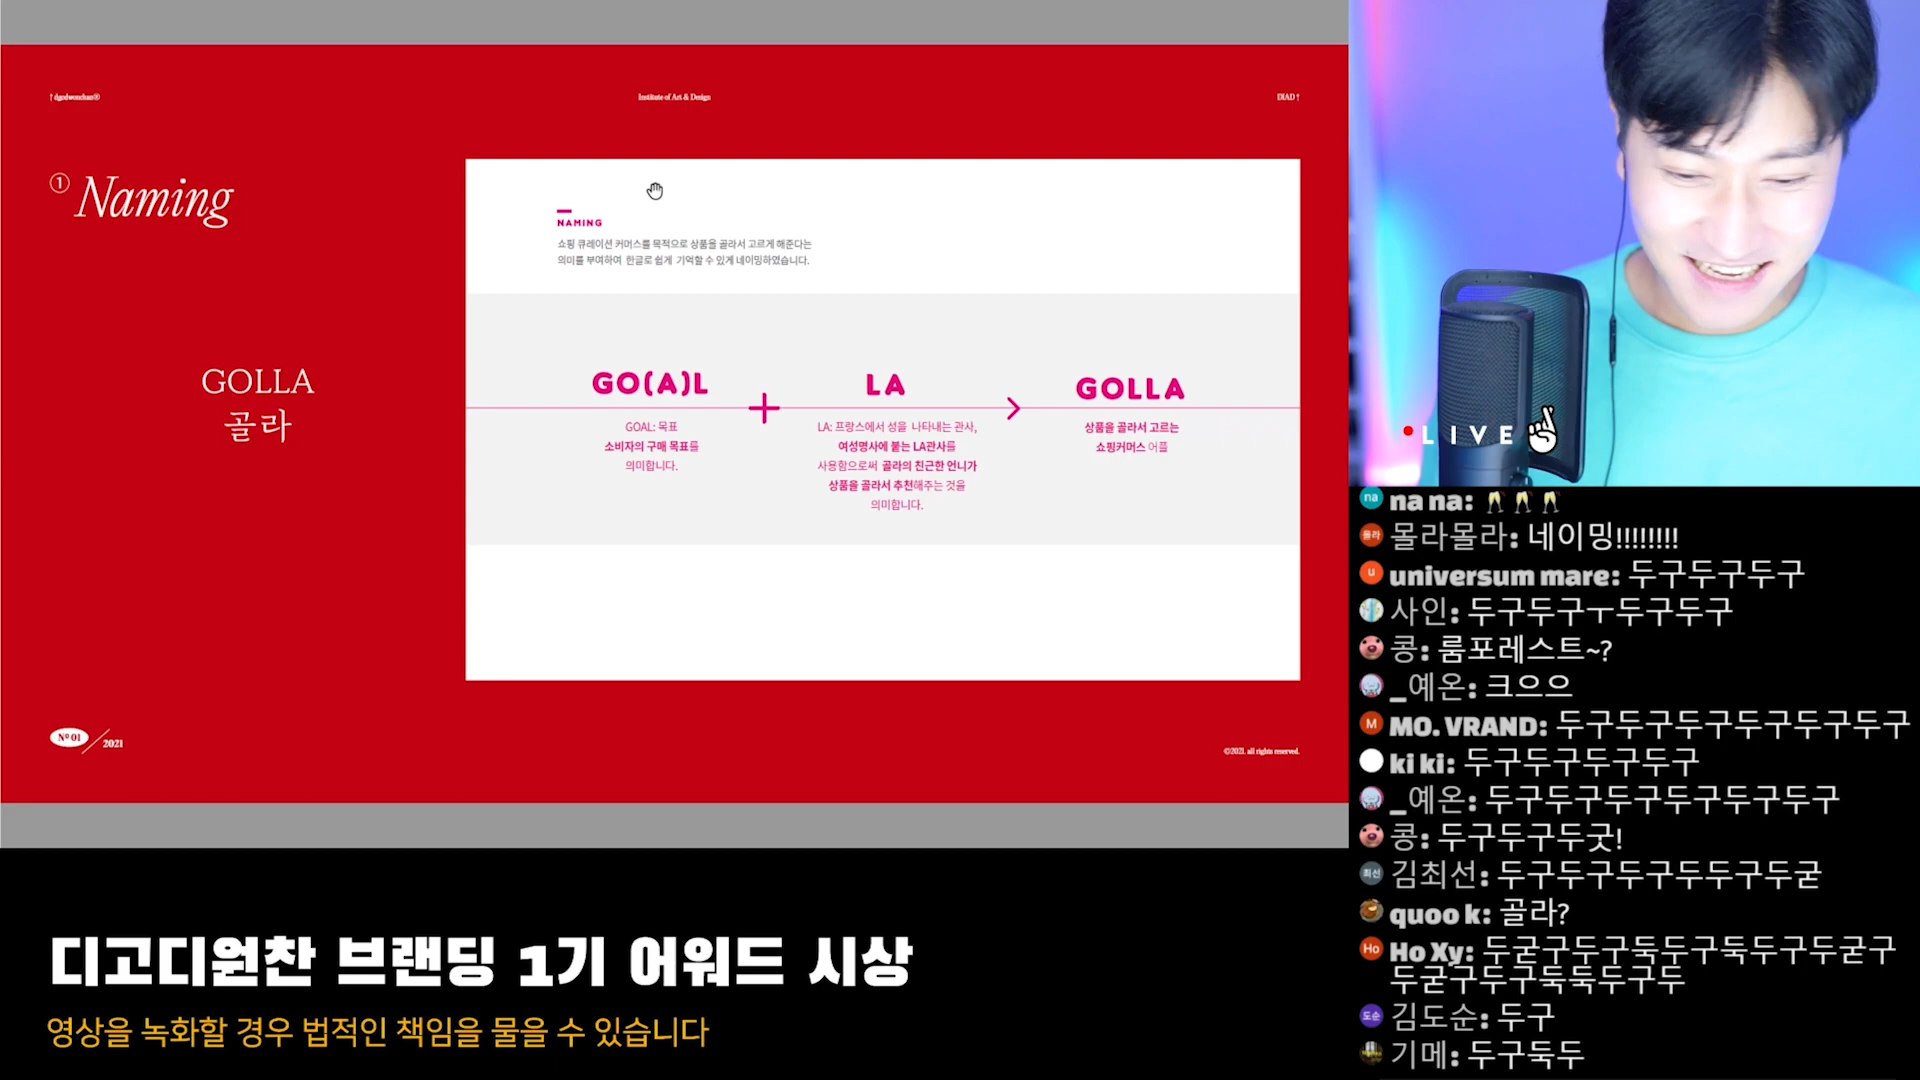 † dgodwonchan®
Institute of Art & Design
DIAD †
① Naming
GOLLA
골라
NAMING
쇼핑 큐레이션 커머스를 목적으로 상품을 골라서 고르게 해준다는
의미를 부여하여 한글로 쉽게 기억할 수 있게 네이밍하였습니다.
GO(A)L
GOAL: 목표
소비자의 구매 목표를
의미합니다.
+
LA
LA: 프랑스에서 성을 나타내는 관사,
여성명사에 붙는 LA관사를
사용함으로써 골라의 친근한 언니가
상품을 골라서 추천해주는 것을
의미합니다.
>
GOLLA
상품을 골라서 고르는
쇼핑커머스 어플
Nº 01 / 2021
©2021. all rights reserved.
LIVE
na na: 🥂🥂🥂
몰라몰라: 네이밍!!!!!!!!
universum mare: 두구두구두구
사인: 두구두구ㅜ두구두구
콩: 룸포레스트~?
_예온: 크으으
MO. VRAND: 두구두구두구두구두구두구
ki ki: 두구두구두구두구
_예온: 두구두구두구두구두구두구
콩: 두구두구두굿!
김최선: 두구두구두구두두구두굳
quoo k: 골라?
Ho Xy: 두굳구두구둑두구둑두구두굳구
두굳구두구둑둑두구두
김도순: 두구
기메: 두구둑두
디고디원찬 브랜딩 1기 어워드 시상
영상을 녹화할 경우 법적인 책임을 물을 수 있습니다